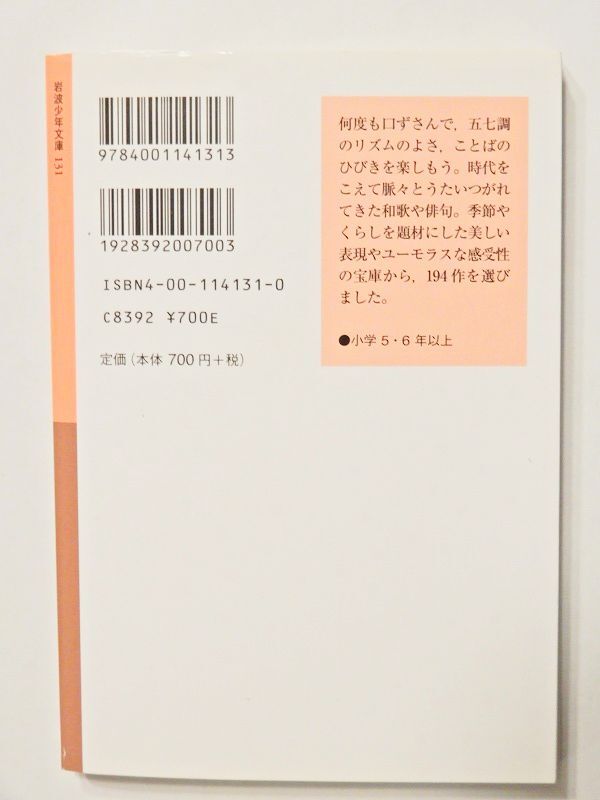 岩波少年文庫 131
9784001141313
1928392007003
ISBN4-00-114131-0
C8392 ¥700E
定価(本体 700円+税)
何度も口ずさんで，五七調
のリズムのよさ，ことばの
ひびきを楽しもう。時代を
こえて脈々とうたいつがれ
てきた和歌や俳句。季節や
くらしを題材にした美しい
表現やユーモラスな感受性
の宝庫から，194作を選び
ました。
●小学 5・6 年以上